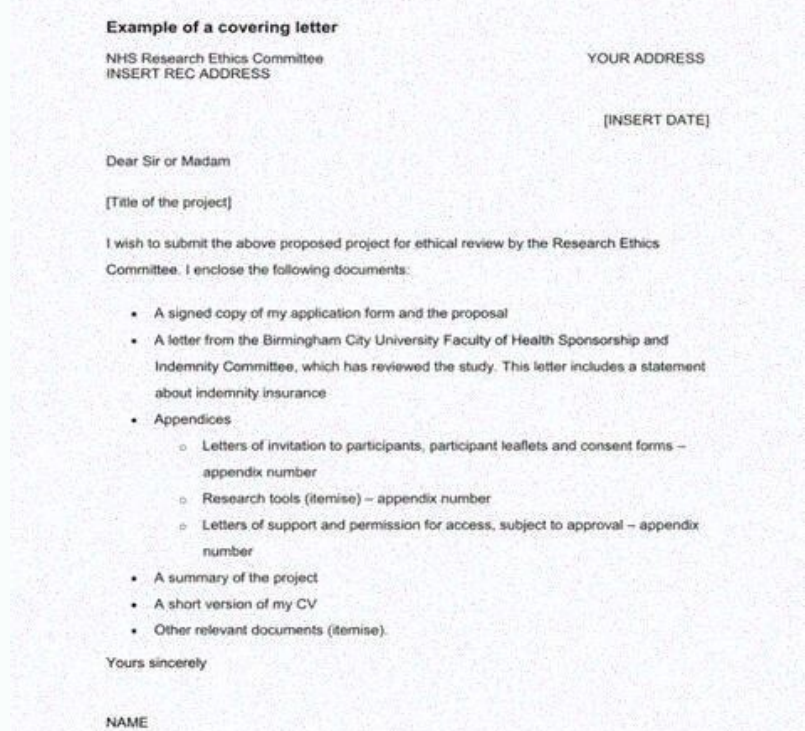 Example of a covering letter
NHS Research Ethics Committee
YOUR ADDRESS
INSERT REC ADDRESS
[INSERT DATE]
Dear Sir or Madam
[Title of the project]
I wish to submit the above proposed project for ethical review by the Research Ethics
Committee. I enclose the following documents:
• A signed copy of my application form and the proposal
• A letter from the Birmingham City University Faculty of Health Sponsorship and
Indemnity Committee, which has reviewed the study. This letter includes a statement
about indemnity insurance
• Appendices
o Letters of invitation to participants, participant leaflets and consent forms –
appendix number
o Research tools (itemise) – appendix number
o Letters of support and permission for access, subject to approval – appendix
number
• A summary of the project
• A short version of my CV
• Other relevant documents (itemise).
Yours sincerely
NAME